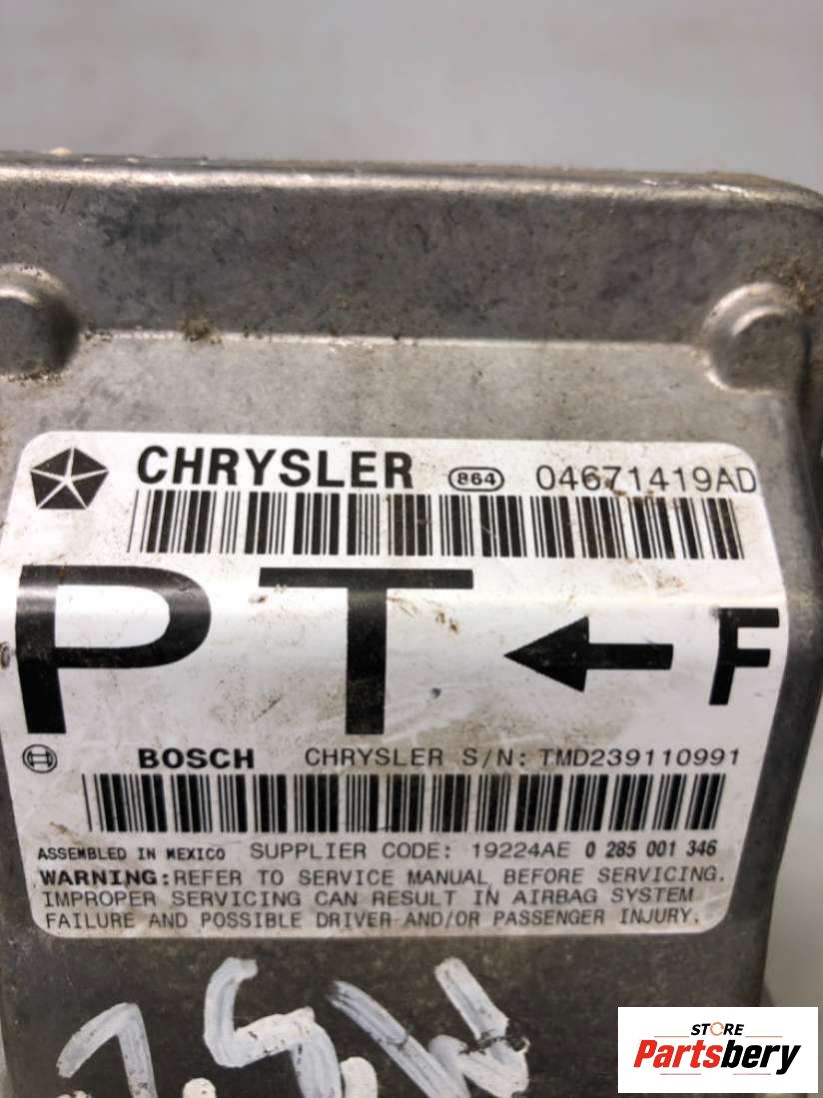 CHRYSLER 864 04671419AD
PT F
BOSCH CHRYSLER S/N: TMD239110991
ASSEMBLED IN MEXICO SUPPLIER CODE: 19224AE 0 285 001 346
WARNING: REFER TO SERVICE MANUAL BEFORE SERVICING.
IMPROPER SERVICING CAN RESULT IN AIRBAG SYSTEM
FAILURE AND POSSIBLE DRIVER AND/OR PASSENGER INJURY.
STORE
Partsbery